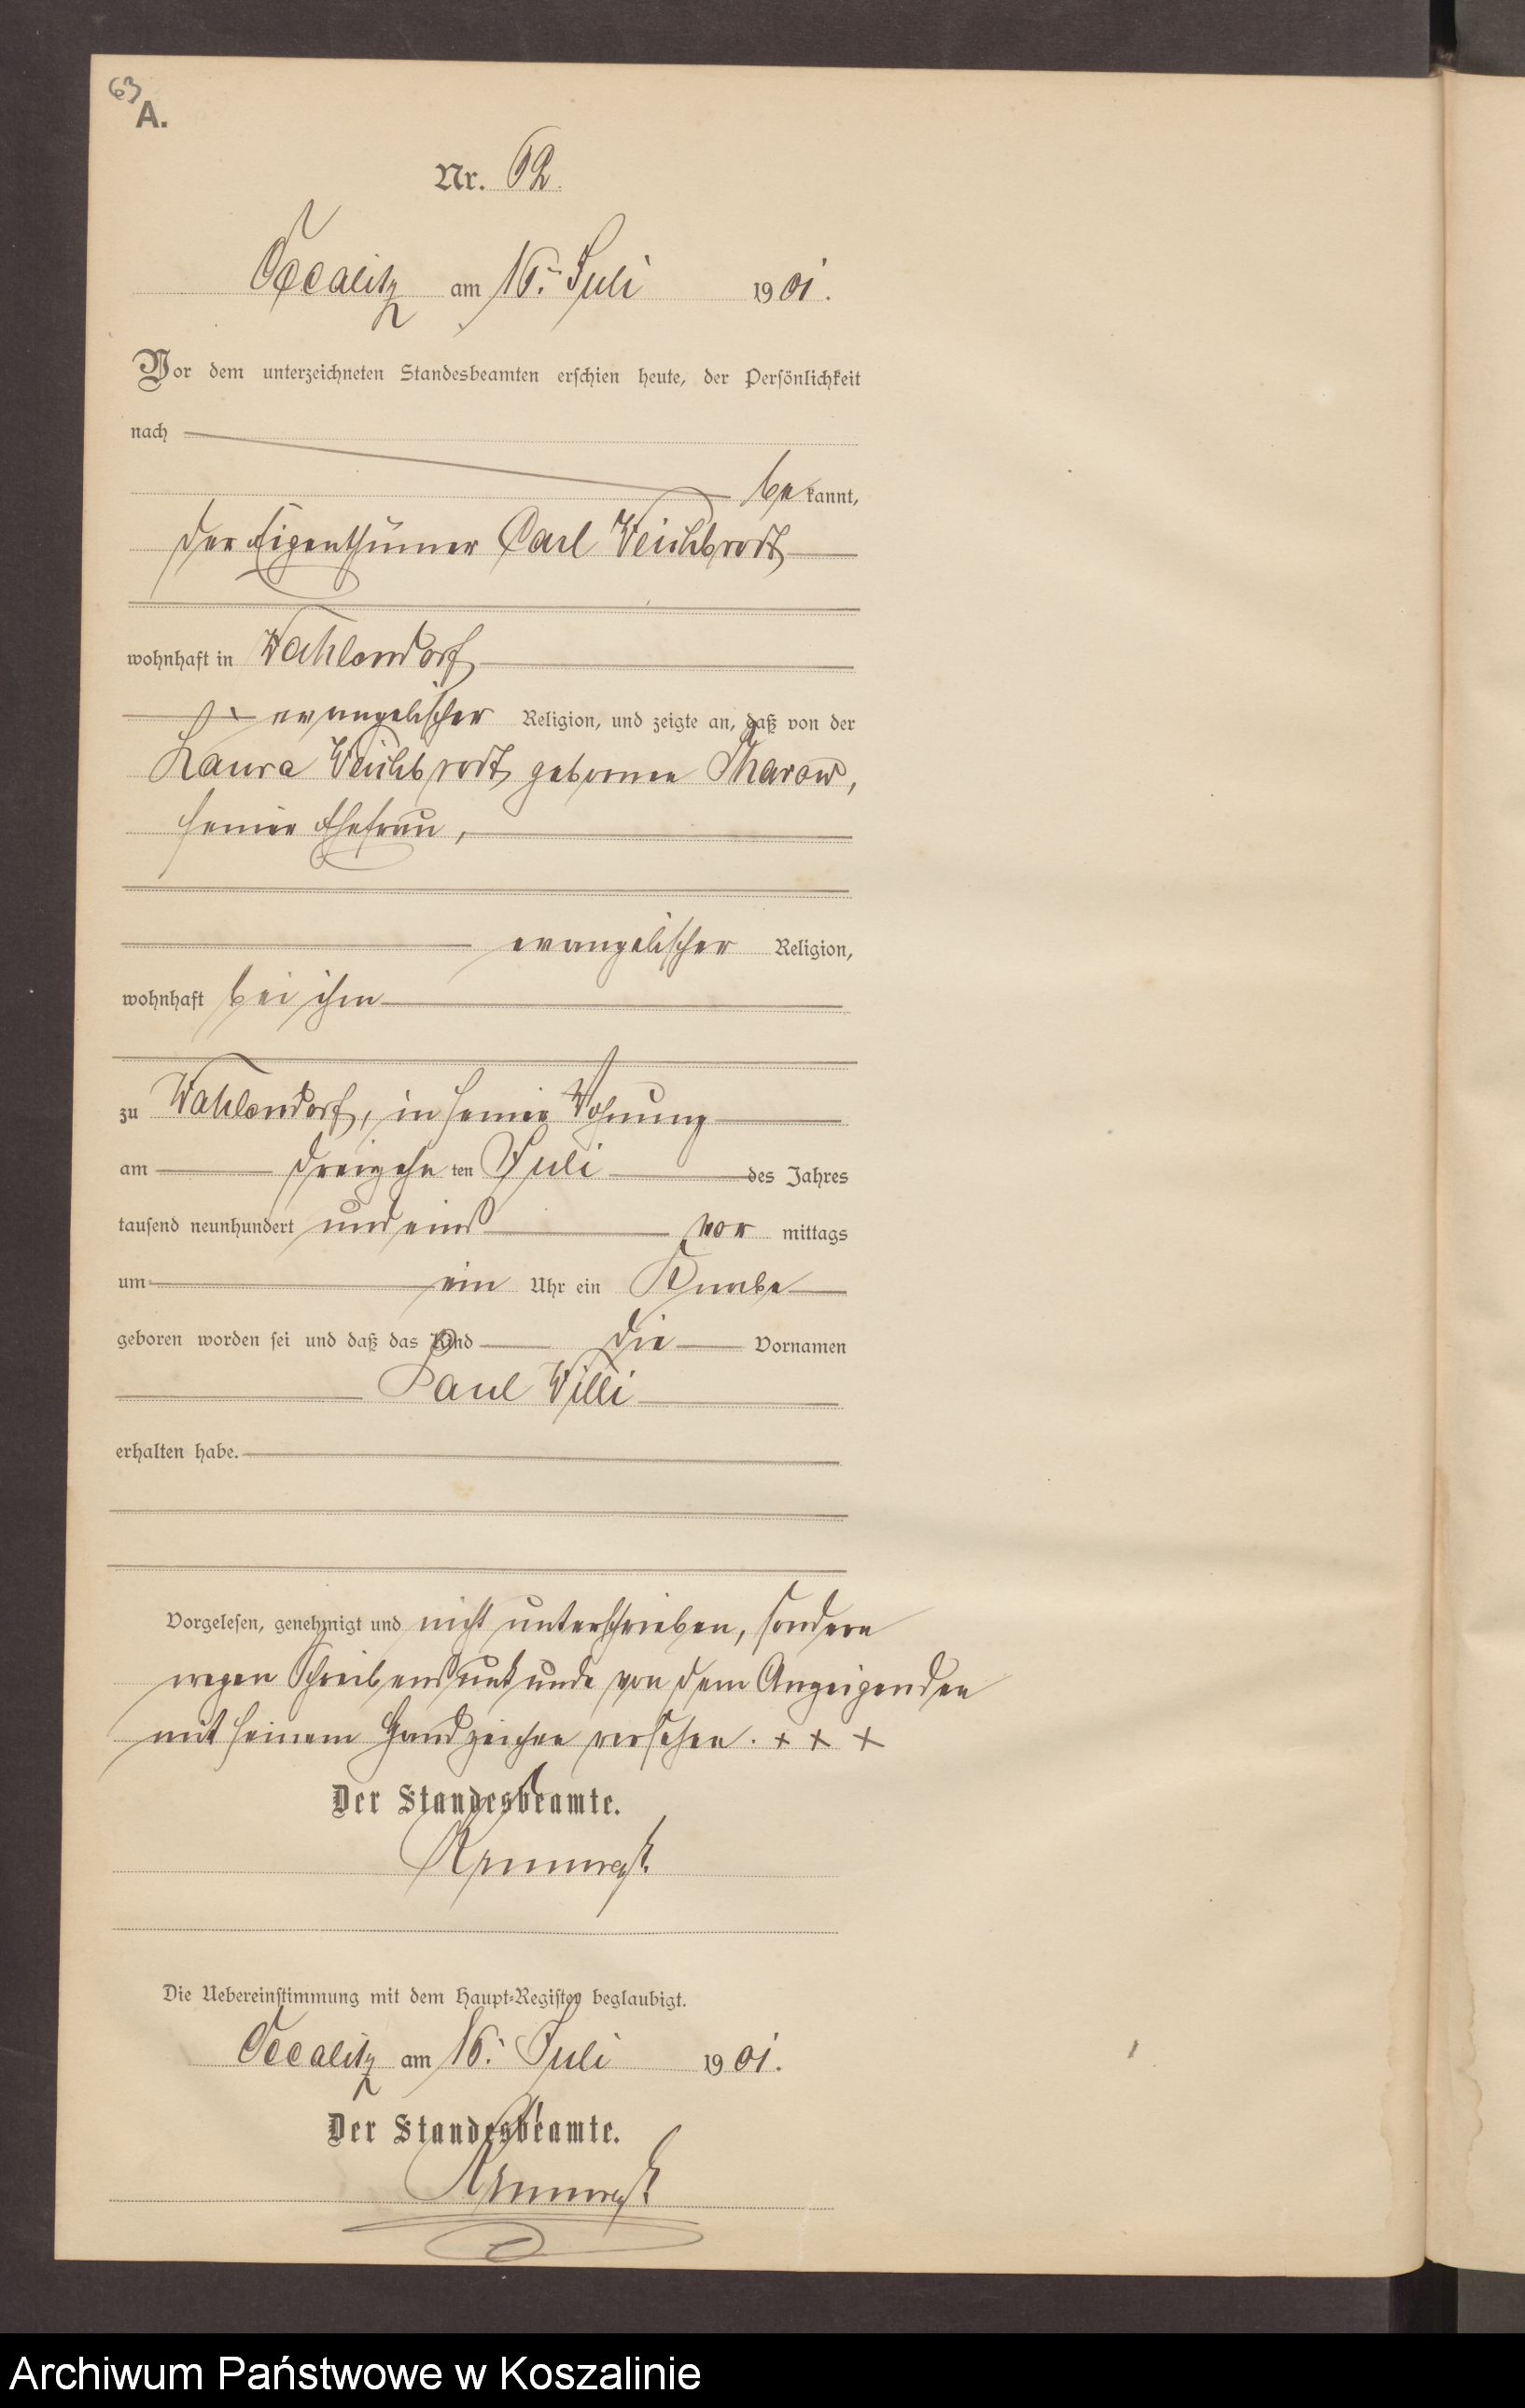 63
A.
Nr. 62.
Occalitz am 16. Juli 1901.
Vor dem unterzeichneten Standesbeamten erschien heute, der Persönlichkeit
nach
bekannt,
der Eigenthümer Carl Weichbrodt
wohnhaft in Wahlendorf
evangelischer Religion, und zeigte an, daß von der
Laura Weichbrodt geborenen Tharow,
seiner Ehefrau,
evangelischer Religion,
wohnhaft bei ihm
zu Wahlendorf, in seiner Wohnung
am dreizehnten Juli des Jahres
tausend neunhundert und eins vor mittags
um ein Uhr ein Knabe
geboren worden sei und daß das Kind die Vornamen
Paul Willi
erhalten habe.
Vorgelesen, genehmigt und nicht unterschrieben, sondern
wegen Schreibensunkunde von dem Anzeigenden
mit seinem Handzeichen versehen. + + +
Der Standesbeamte.
Die Uebereinstimmung mit dem Haupt-Register beglaubigt.
Occalitz am 16. Juli 1901.
Der Standesbeamte.
Archiwum Państwowe w Koszalinie